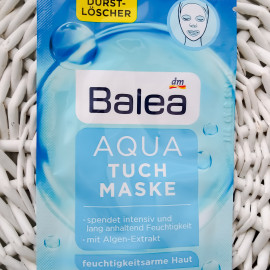 DURST-
LÖSCHER
dm
Balea
AQUA
TUCH
MASKE
• spendet intensiv und
lang anhaltend Feuchtigkeit
• mit Algen-Extrakt
feuchtigkeitsarme Haut